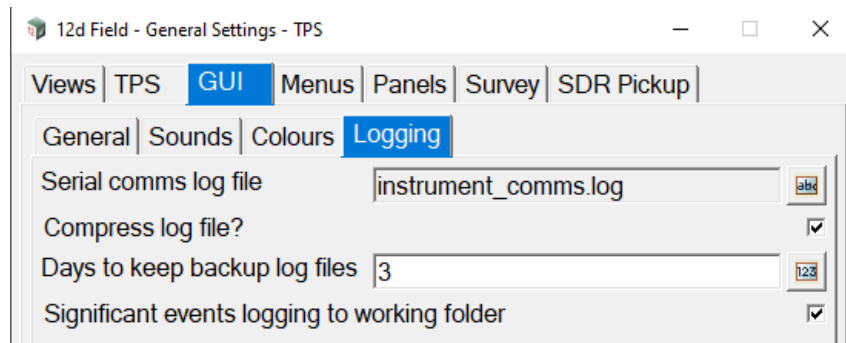 12d Field - General Settings - TPS
Views TPS GUI Menus Panels Survey SDR Pickup
General Sounds Colours Logging
Serial comms log file instrument_comms.log abc
Compress log file?
Days to keep backup log files 3 123
Significant events logging to working folder